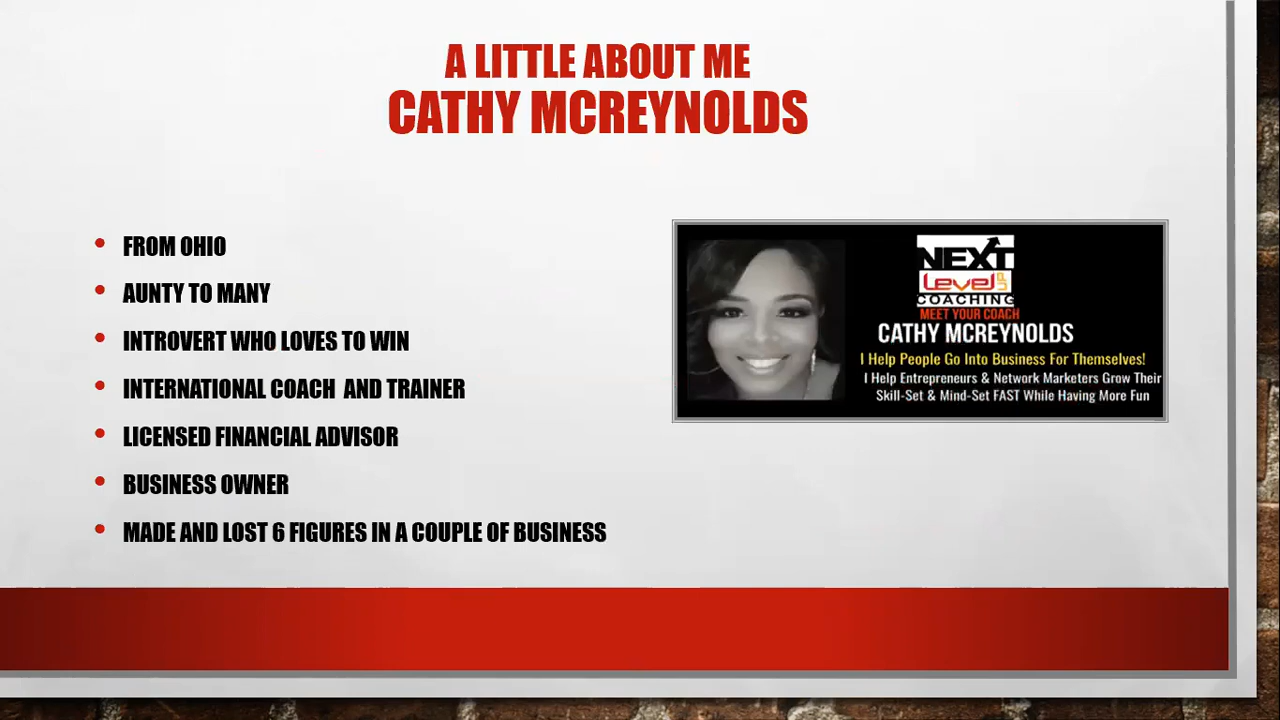 A LITTLE ABOUT ME
CATHY MCREYNOLDS
FROM OHIO
AUNTY TO MANY
INTROVERT WHO LOVES TO WIN
INTERNATIONAL COACH AND TRAINER
LICENSED FINANCIAL ADVISOR
BUSINESS OWNER
MADE AND LOST 6 FIGURES IN A COUPLE OF BUSINESS
NEXT
Level UP
COACHING
MEET YOUR COACH
CATHY MCREYNOLDS
I Help People Go Into Business For Themselves!
I Help Entrepreneurs & Network Marketers Grow Their
Skill-Set & Mind-Set FAST While Having More Fun